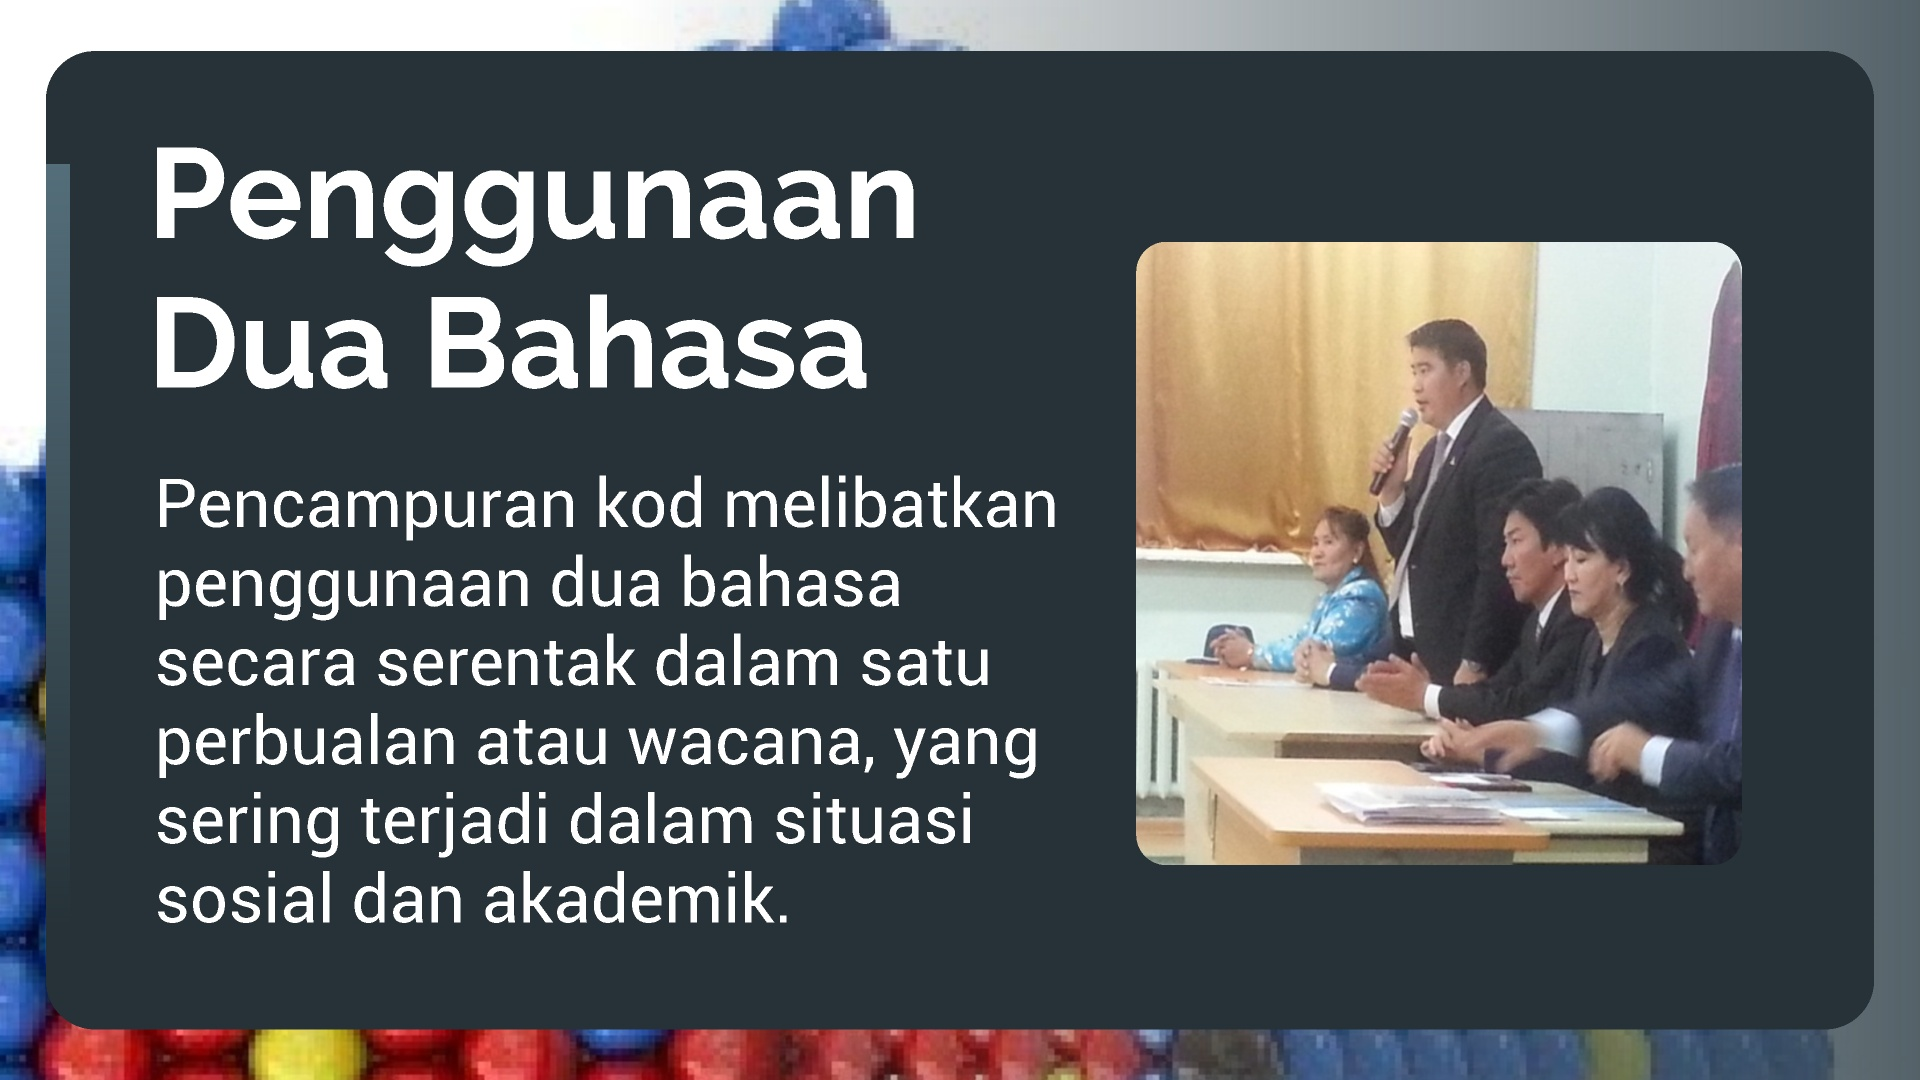 Penggunaan
Dua Bahasa
Pencampuran kod melibatkan
penggunaan dua bahasa
secara serentak dalam satu
perbualan atau wacana, yang
sering terjadi dalam situasi
sosial dan akademik.